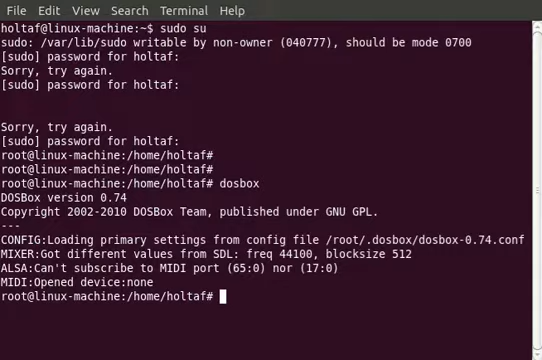 File Edit View Search Terminal Help
holtaf@linux-machine:~$ sudo su
sudo: /var/lib/sudo writable by non-owner (040777), should be mode 0700
[sudo] password for holtaf:
Sorry, try again.
[sudo] password for holtaf:
Sorry, try again.
[sudo] password for holtaf:
root@linux-machine:/home/holtaf#
root@linux-machine:/home/holtaf#
root@linux-machine:/home/holtaf# dosbox
DOSBox version 0.74
Copyright 2002-2010 DOSBox Team, published under GNU GPL.
---
CONFIG:Loading primary settings from config file /root/.dosbox/dosbox-0.74.conf
MIXER:Got different values from SDL: freq 44100, blocksize 512
ALSA:Can't subscribe to MIDI port (65:0) nor (17:0)
MIDI:Opened device:none
root@linux-machine:/home/holtaf#